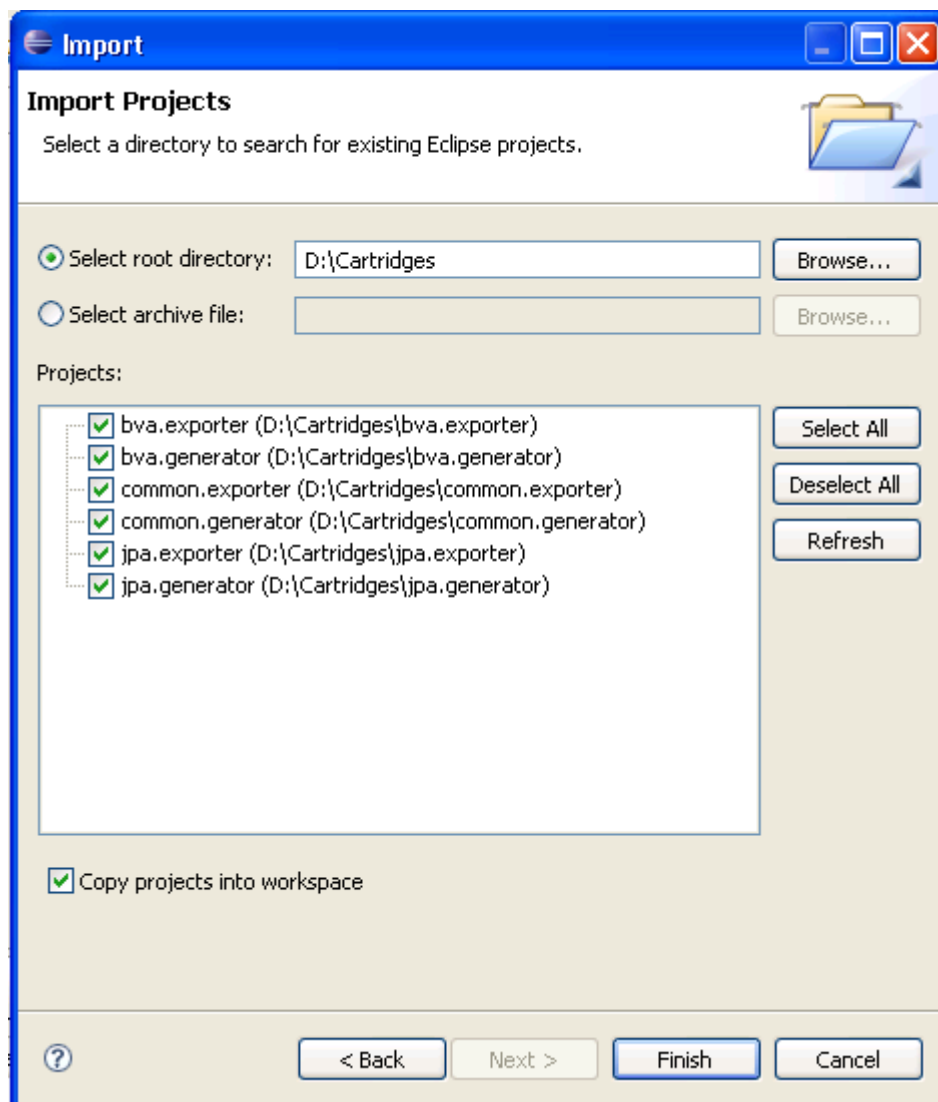 Import
Import Projects
Select a directory to search for existing Eclipse projects.
Select root directory: D:\Cartridges Browse...
Select archive file: Browse...
Projects:
bva.exporter (D:\Cartridges\bva.exporter)
bva.generator (D:\Cartridges\bva.generator)
common.exporter (D:\Cartridges\common.exporter)
common.generator (D:\Cartridges\common.generator)
jpa.exporter (D:\Cartridges\jpa.exporter)
jpa.generator (D:\Cartridges\jpa.generator)
Select All
Deselect All
Refresh
Copy projects into workspace
? < Back Next > Finish Cancel